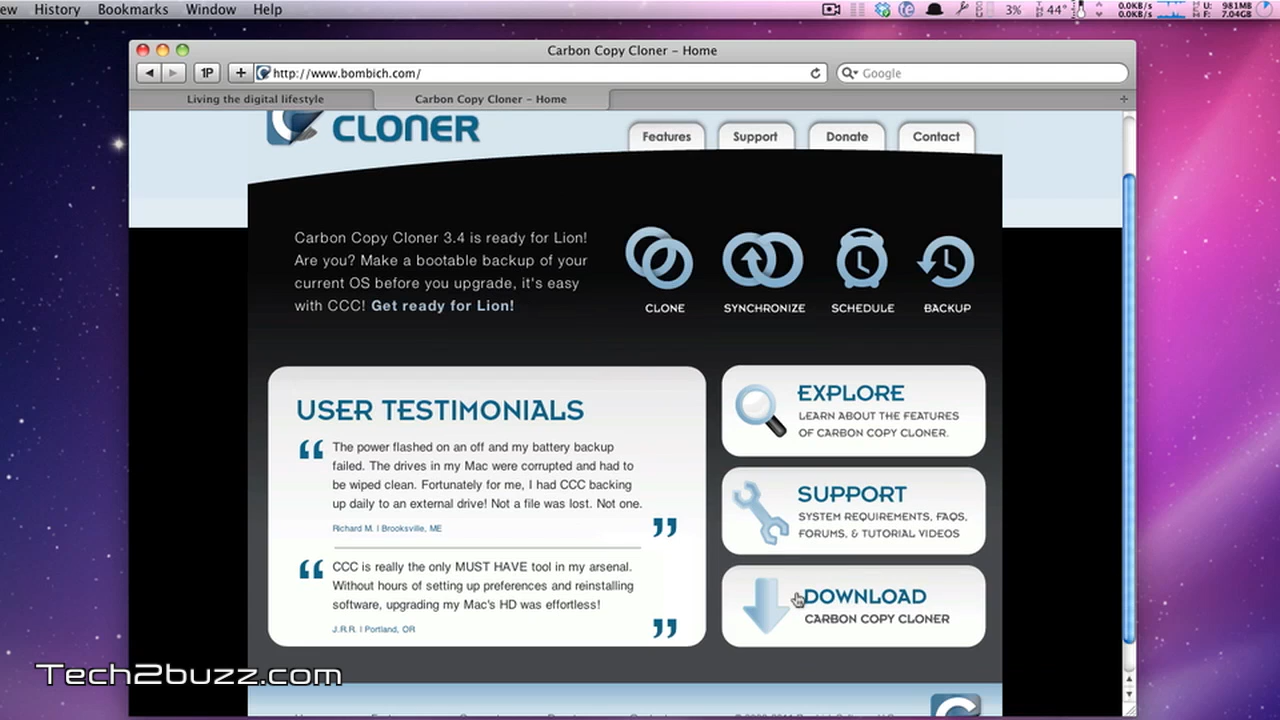 ew History Bookmarks Window Help
3% 44° 0.0KB/s 0.0KB/s U: 981MB F: 7.04GB
Carbon Copy Cloner – Home
1P + http://www.bombich.com/ Google
Living the digital lifestyle Carbon Copy Cloner – Home +
CLONER
Features Support Donate Contact
Carbon Copy Cloner 3.4 is ready for Lion!
Are you? Make a bootable backup of your
current OS before you upgrade, it's easy
with CCC! Get ready for Lion!
CLONE SYNCHRONIZE SCHEDULE BACKUP
USER TESTIMONIALS
“ The power flashed on an off and my battery backup
failed. The drives in my Mac were corrupted and had to
be wiped clean. Fortunately for me, I had CCC backing
up daily to an external drive! Not a file was lost. Not one.
Richard M. | Brooksville, ME ”
“ CCC is really the only MUST HAVE tool in my arsenal.
Without hours of setting up preferences and reinstalling
software, upgrading my Mac's HD was effortless!
J.R.R. | Portland, OR ”
EXPLORE
LEARN ABOUT THE FEATURES
OF CARBON COPY CLONER.
SUPPORT
SYSTEM REQUIREMENTS, FAQS,
FORUMS, & TUTORIAL VIDEOS
DOWNLOAD
CARBON COPY CLONER
Tech2buzz.com